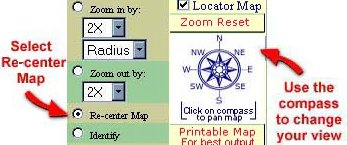 Select
Re-center
Map
Zoom in by:
2X
Radius
Zoom out by:
2X
Re-center Map
Identify
Locator Map
Zoom Reset
N
NW
NE
W
E
SW
SE
S
Click on compass
to pan map
Printable Map
For best output
Use the
compass
to change
your view